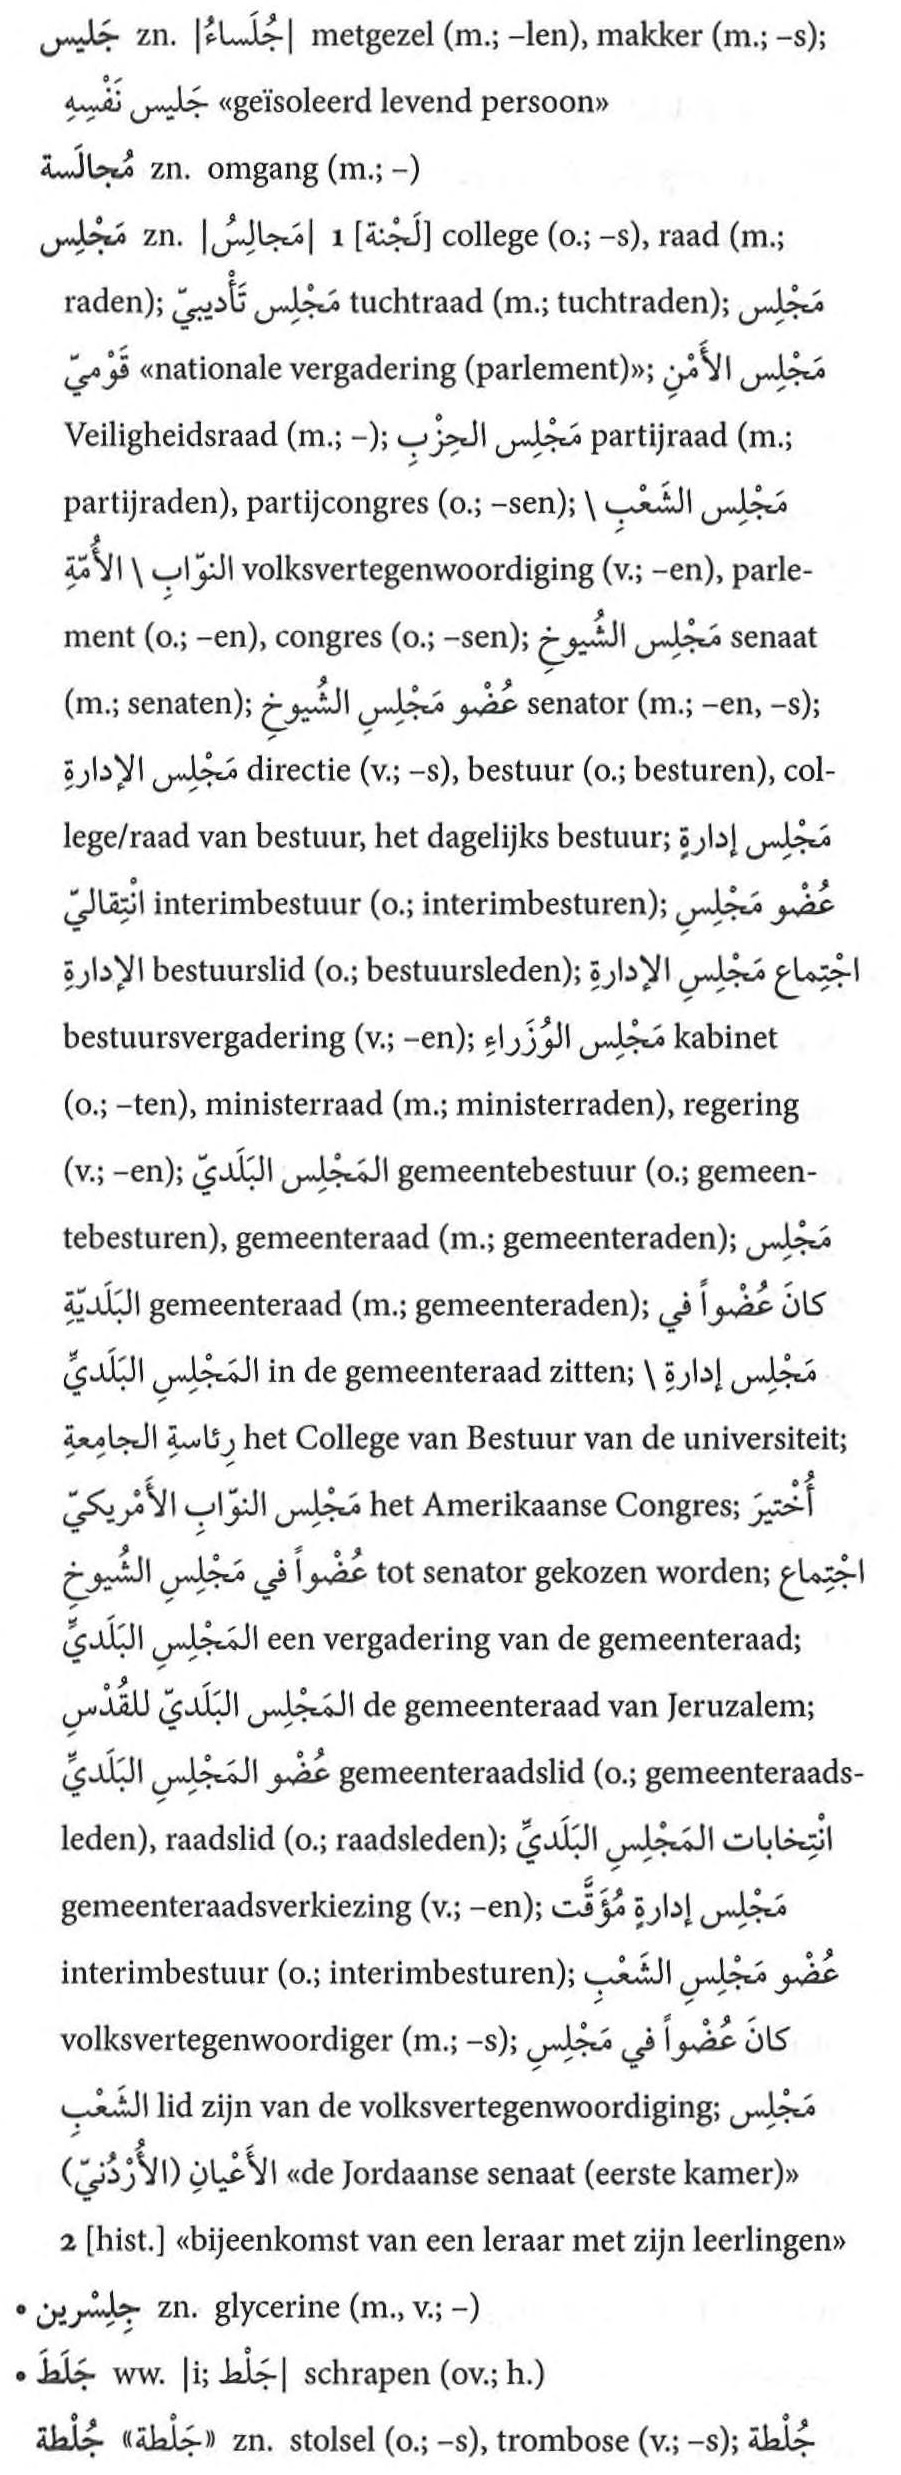 جَليس zn. |جُلَساءُ| metgezel (m.; –len), makker (m.; –s);
جَليس نَفْسِهِ «geïsoleerd levend persoon»
مُجالَسة zn. omgang (m.; –)
مَجْلِس zn. |مَجالِسُ| 1 [لَجْنة] college (o.; –s), raad (m.;
raden); مَجْلِس تَأْديبيّ tuchtraad (m.; tuchtraden); مَجْلِس
قَوْميّ «nationale vergadering (parlement)»; مَجْلِس الأَمْنِ
Veiligheidsraad (m.; –); مَجْلِس الحِزْبِ partijraad (m.;
partijraden), partijcongres (o.; –sen); مَجْلِس الشَعْبِ \
النوّابِ \ الأُمّةِ volksvertegenwoordiging (v.; –en), parle-
ment (o.; –en), congres (o.; –sen); مَجْلِس الشُيوخِ senaat
(m.; senaten); عُضْو مَجْلِسِ الشُيوخِ senator (m.; –en, –s);
مَجْلِس الإدارةِ directie (v.; –s), bestuur (o.; besturen), col-
lege/raad van bestuur, het dagelijks bestuur; مَجْلِس إدارةٍ
انْتِقاليّ interimbestuur (o.; interimbesturen); عُضْو مَجْلِسِ
الإدارةِ bestuurslid (o.; bestuursleden); اجْتِماع مَجْلِسِ الإدارةِ
bestuursvergadering (v.; –en); مَجْلِس الوُزَراءِ kabinet
(o.; –ten), ministerraad (m.; ministerraden), regering
(v.; –en); المَجْلِس البَلَديّ gemeentebestuur (o.; gemeen-
tebesturen), gemeenteraad (m.; gemeenteraden); مَجْلِس
البَلَديّةِ gemeenteraad (m.; gemeenteraden); كانَ عُضْواً في
المَجْلِسِ البَلَديِّ in de gemeenteraad zitten; مَجْلِس إدارةِ \
رِئاسةِ الجامِعةِ het College van Bestuur van de universiteit;
مَجْلِس النوّابِ الأَمْريكيّ het Amerikaanse Congres; أُخْتيرَ
عُضْواً في مَجْلِسِ الشُيوخِ tot senator gekozen worden; اجْتِماع
المَجْلِسِ البَلَديِّ een vergadering van de gemeenteraad;
المَجْلِس البَلَديّ للقُدْسِ de gemeenteraad van Jeruzalem;
عُضْو المَجْلِسِ البَلَديِّ gemeenteraadslid (o.; gemeenteraads-
leden), raadslid (o.; raadsleden); انْتِخابات المَجْلِسِ البَلَديِّ
gemeenteraadsverkiezing (v.; –en); مَجْلِس إدارةٍ مُؤَقَّت
interimbestuur (o.; interimbesturen); عُضْو مَجْلِسِ الشَعْبِ
volksvertegenwoordiger (m.; –s); كانَ عُضْواً في مَجْلِسِ
الشَعْبِ lid zijn van de volksvertegenwoordiging; مَجْلِس
الأَعْيانِ (الأُرْدُنيّ) «de Jordaanse senaat (eerste kamer)»
2 [hist.] «bijeenkomst van een leraar met zijn leerlingen»
• جِلِسْرين zn. glycerine (m., v.; –)
• جَلَطَ ww. |i; جَلْط| schrapen (ov.; h.)
جُلْطة «جَلْطة» zn. stolsel (o.; –s), trombose (v.; –s); جُلْطة